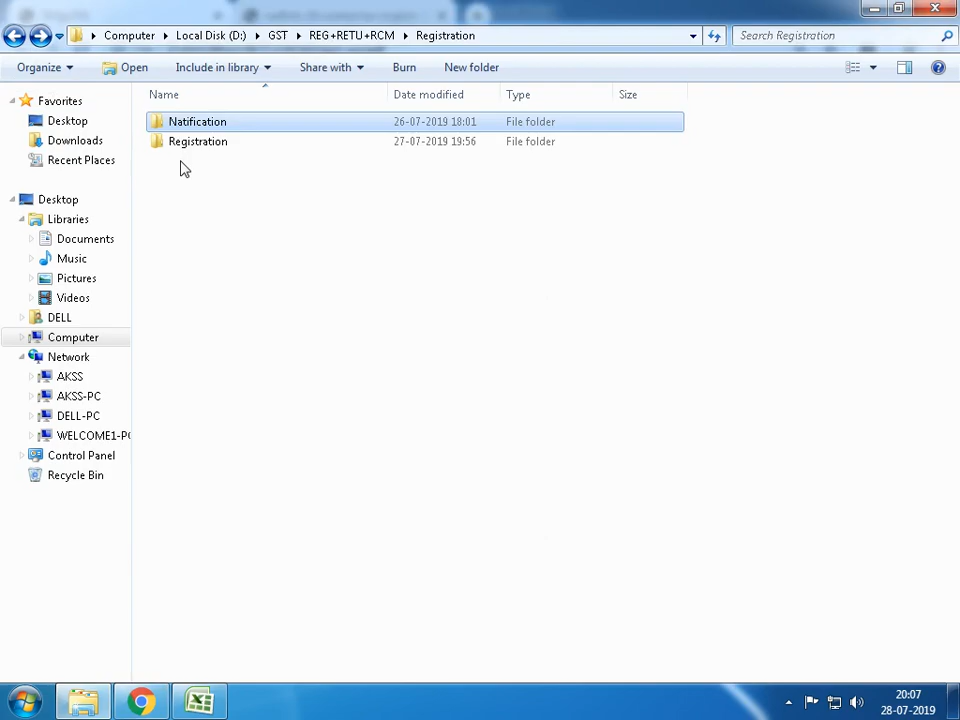 Computer Local Disk (D:) GST REG+RETU+RCM Registration Search Registration
Organize Open Include in library Share with Burn New folder
Name Date modified Type Size
Natification 26-07-2019 18:01 File folder
Registration 27-07-2019 19:56 File folder
Favorites
Desktop
Downloads
Recent Places
Desktop
Libraries
Documents
Music
Pictures
Videos
DELL
Computer
Network
AKSS
AKSS-PC
DELL-PC
WELCOME1-PC
Control Panel
Recycle Bin
20:07
28-07-2019